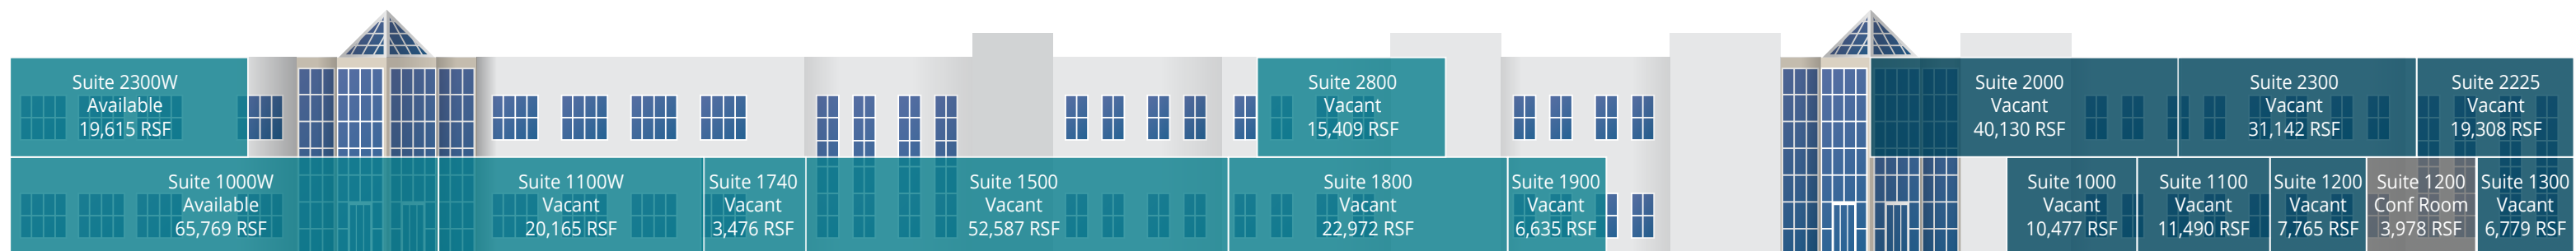 Suite 2300W
Available
19,615 RSF
Suite 2800
Vacant
15,409 RSF
Suite 2000
Vacant
40,130 RSF
Suite 2300
Vacant
31,142 RSF
Suite 2225
Vacant
19,308 RSF
Suite 1000W
Available
65,769 RSF
Suite 1100W
Vacant
20,165 RSF
Suite 1740
Vacant
3,476 RSF
Suite 1500
Vacant
52,587 RSF
Suite 1800
Vacant
22,972 RSF
Suite 1900
Vacant
6,635 RSF
Suite 1000
Vacant
10,477 RSF
Suite 1100
Vacant
11,490 RSF
Suite 1200
Vacant
7,765 RSF
Suite 1200
Conf Room
3,978 RSF
Suite 1300
Vacant
6,779 RSF